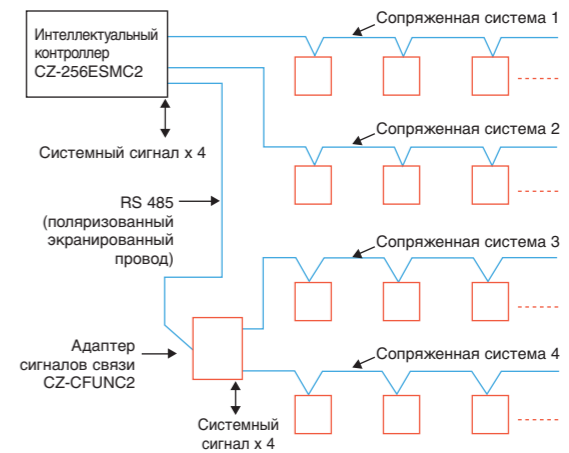 Интеллектуальный
контроллер
CZ-256ESMC2
Сопряженная система 1
Системный сигнал x 4
Сопряженная система 2
RS 485
(поляризованный
экранированный
провод)
Сопряженная система 3
Адаптер
сигналов связи
CZ-CFUNC2
Сопряженная система 4
Системный
сигнал x 4